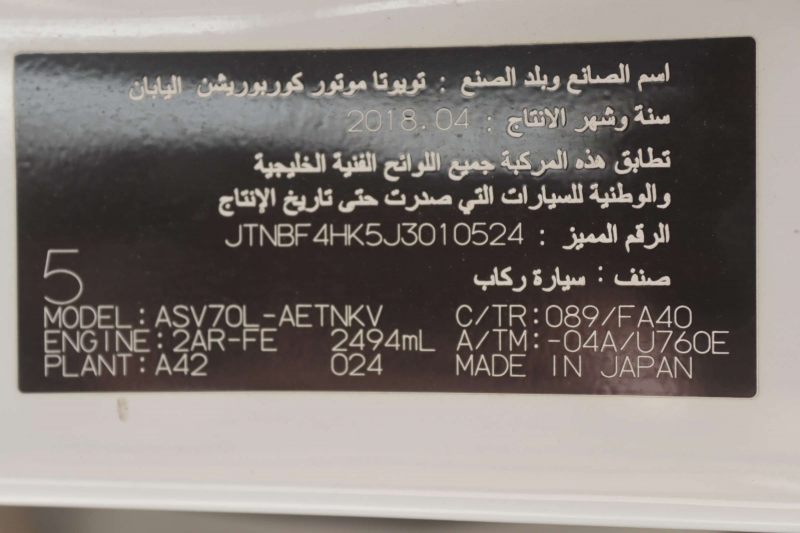 اسم الصانع وبلد الصنع : تويوتا موتور كوربوريشن اليابان
سنة وشهر الانتاج : 2018.04
تطابق هذه المركبة جميع اللوائح الفنية الخليجية
والوطنية للسيارات التي صدرت حتى تاريخ الإنتاج
الرقم المميز : JTNBF4HK5J3010524
صنف : سيارة ركاب
5
MODEL:ASV70L-AETNKV C/TR:089/FA40
ENGINE:2AR-FE 2494mL A/TM:-04A/U760E
PLANT:A42 024 MADE IN JAPAN